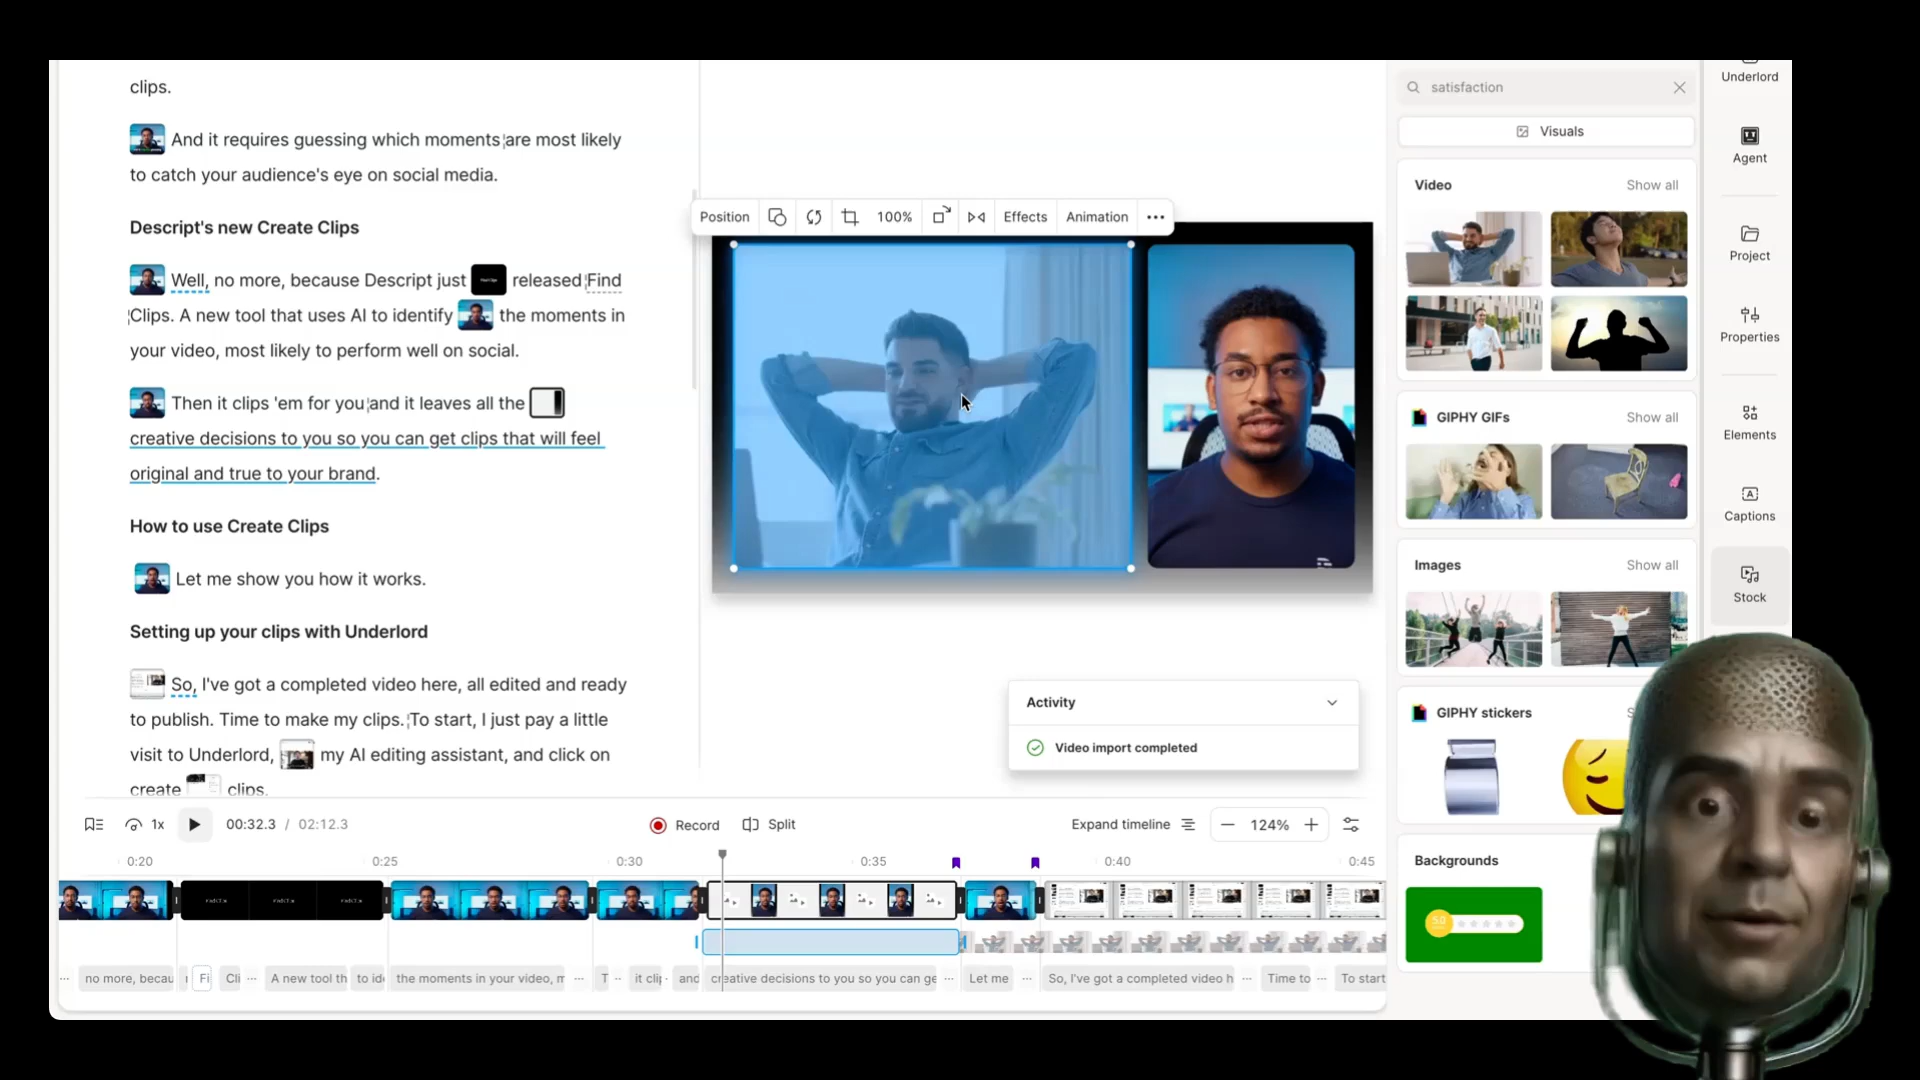 clips.
And it requires guessing which moments are most likely
to catch your audience's eye on social media.
Descript's new Create Clips
Well, no more, because Descript just released Find
Clips. A new tool that uses AI to identify the moments in
your video, most likely to perform well on social.
Then it clips 'em for you and it leaves all the
creative decisions to you so you can get clips that will feel
original and true to your brand.
How to use Create Clips
Let me show you how it works.
Setting up your clips with Underlord
So, I've got a completed video here, all edited and ready
to publish. Time to make my clips. To start, I just pay a little
visit to Underlord, my AI editing assistant, and click on
create clips.
Position 100% Effects Animation
Activity
Video import completed
satisfaction
Visuals
Video Show all
GIPHY GIFs Show all
Images Show all
GIPHY stickers
Backgrounds
5.0
Underlord
Agent
Project
Properties
Elements
Captions
Stock
1x 00:32.3 / 02:12.3 Record Split Expand timeline 124%
0:20 0:25 0:30 0:35 0:40 0:45
no more, becau Fi Cli A new tool th to ide the moments in your video, m T it clip and creative decisions to you so you can ge Let me So, I've got a completed video h Time to To start